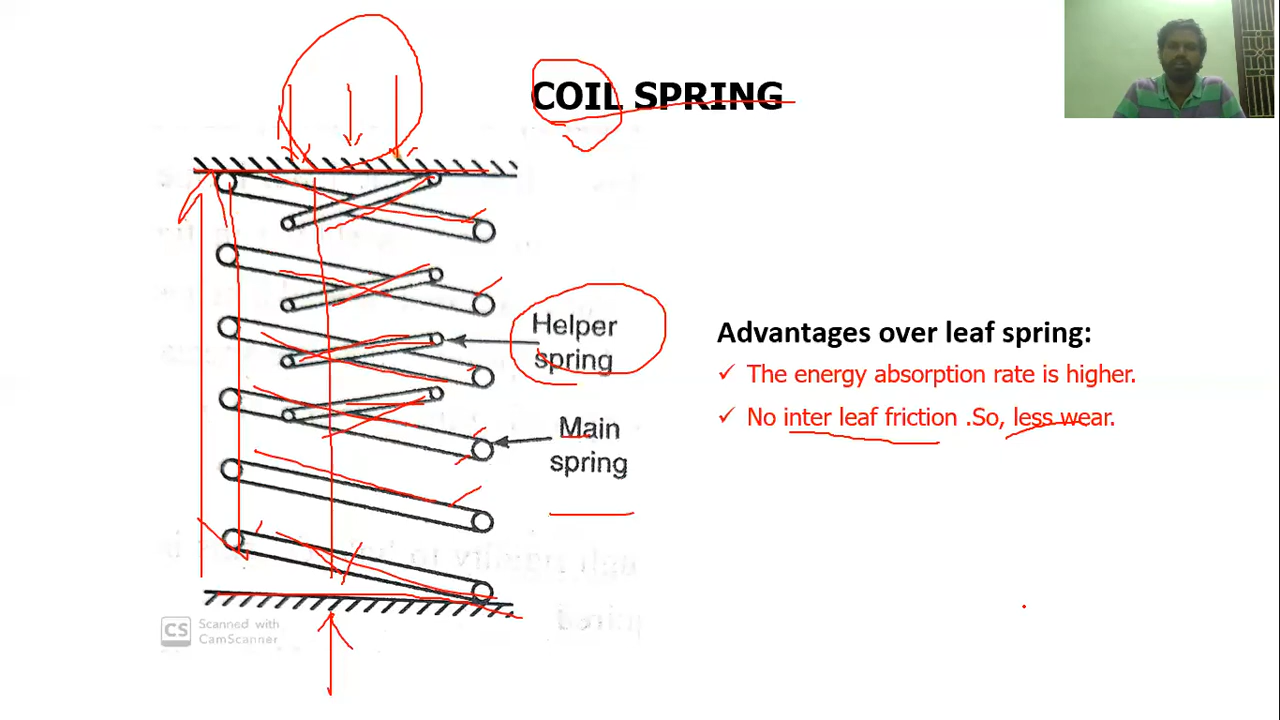 COIL SPRING
Helper
spring
Main
spring
Advantages over leaf spring:
✓ The energy absorption rate is higher.
✓ No inter leaf friction .So, less wear.
CS Scanned with
CamScanner